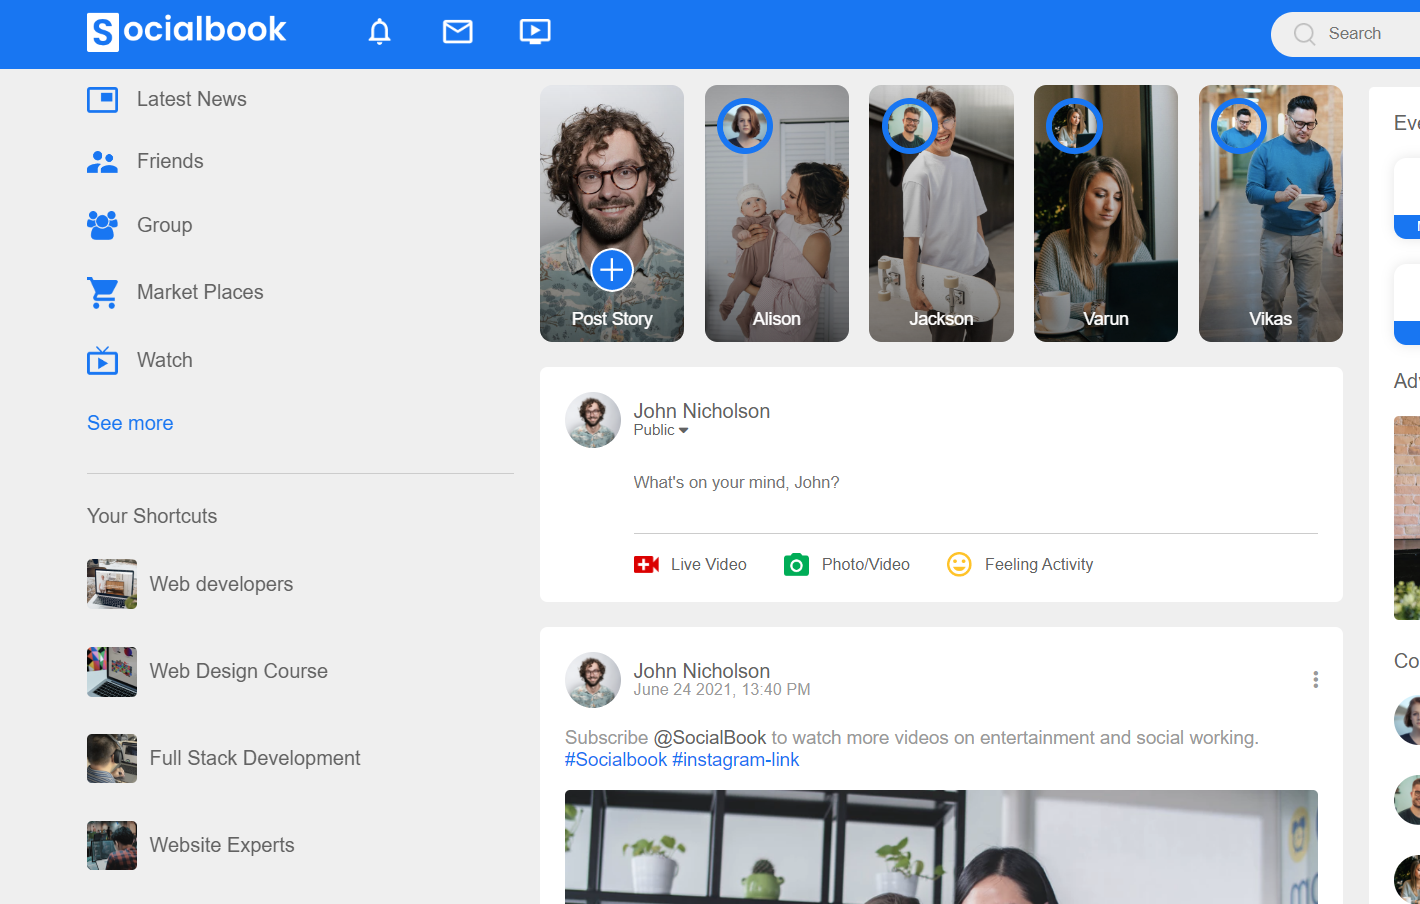 Socialbook
Search
Latest News
Friends
Group
Market Places
Watch
See more
Your Shortcuts
Web developers
Web Design Course
Full Stack Development
Website Experts
Post Story
Alison
Jackson
Varun
Vikas
John Nicholson
Public
What's on your mind, John?
Live Video
Photo/Video
Feeling Activity
John Nicholson
June 24 2021, 13:40 PM
Subscribe @SocialBook to watch more videos on entertainment and social working.
#Socialbook #instagram-link